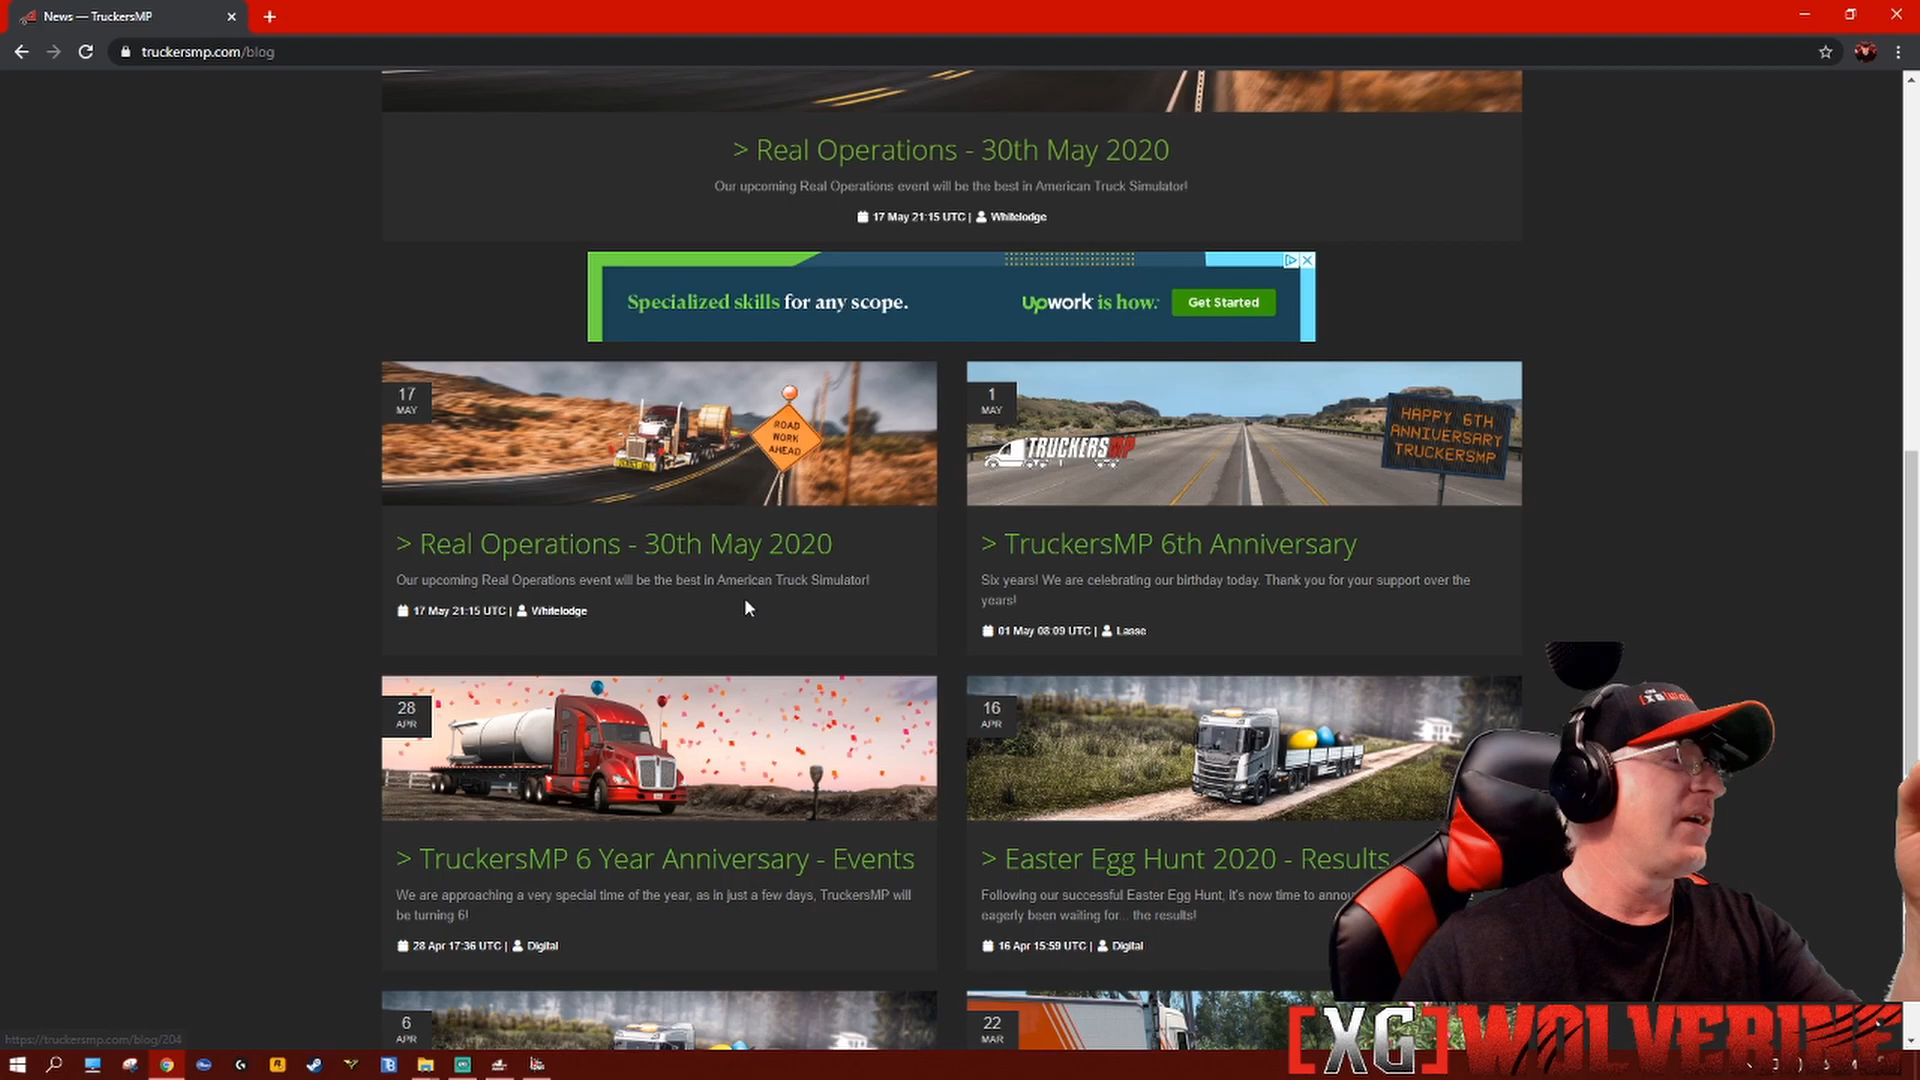 News — TruckersMP
truckersmp.com/blog
> Real Operations - 30th May 2020
Our upcoming Real Operations event will be the best in American Truck Simulator!
17 May 21:15 UTC | Whitelodge
Specialized skills for any scope.
Upwork is how.
Get Started
17
MAY
ROAD
WORK
AHEAD
> Real Operations - 30th May 2020
Our upcoming Real Operations event will be the best in American Truck Simulator!
17 May 21:15 UTC | Whitelodge
1
MAY
TRUCKERSMP
HAPPY 6TH
ANNIVERSARY
TRUCKERSMP
> TruckersMP 6th Anniversary
Six years! We are celebrating our birthday today. Thank you for your support over the
years!
01 May 08:09 UTC | Lasse
28
APR
> TruckersMP 6 Year Anniversary - Events
We are approaching a very special time of the year, as in just a few days, TruckersMP will
be turning 6!
28 Apr 17:36 UTC | Digital
16
APR
> Easter Egg Hunt 2020 - Results
Following our successful Easter Egg Hunt, it's now time to
eagerly been waiting for... the results!
16 Apr 15:59 UTC | Digital
6
APR
22
MAR
https://truckersmp.com/blog/204
[XG]WOLVERINE